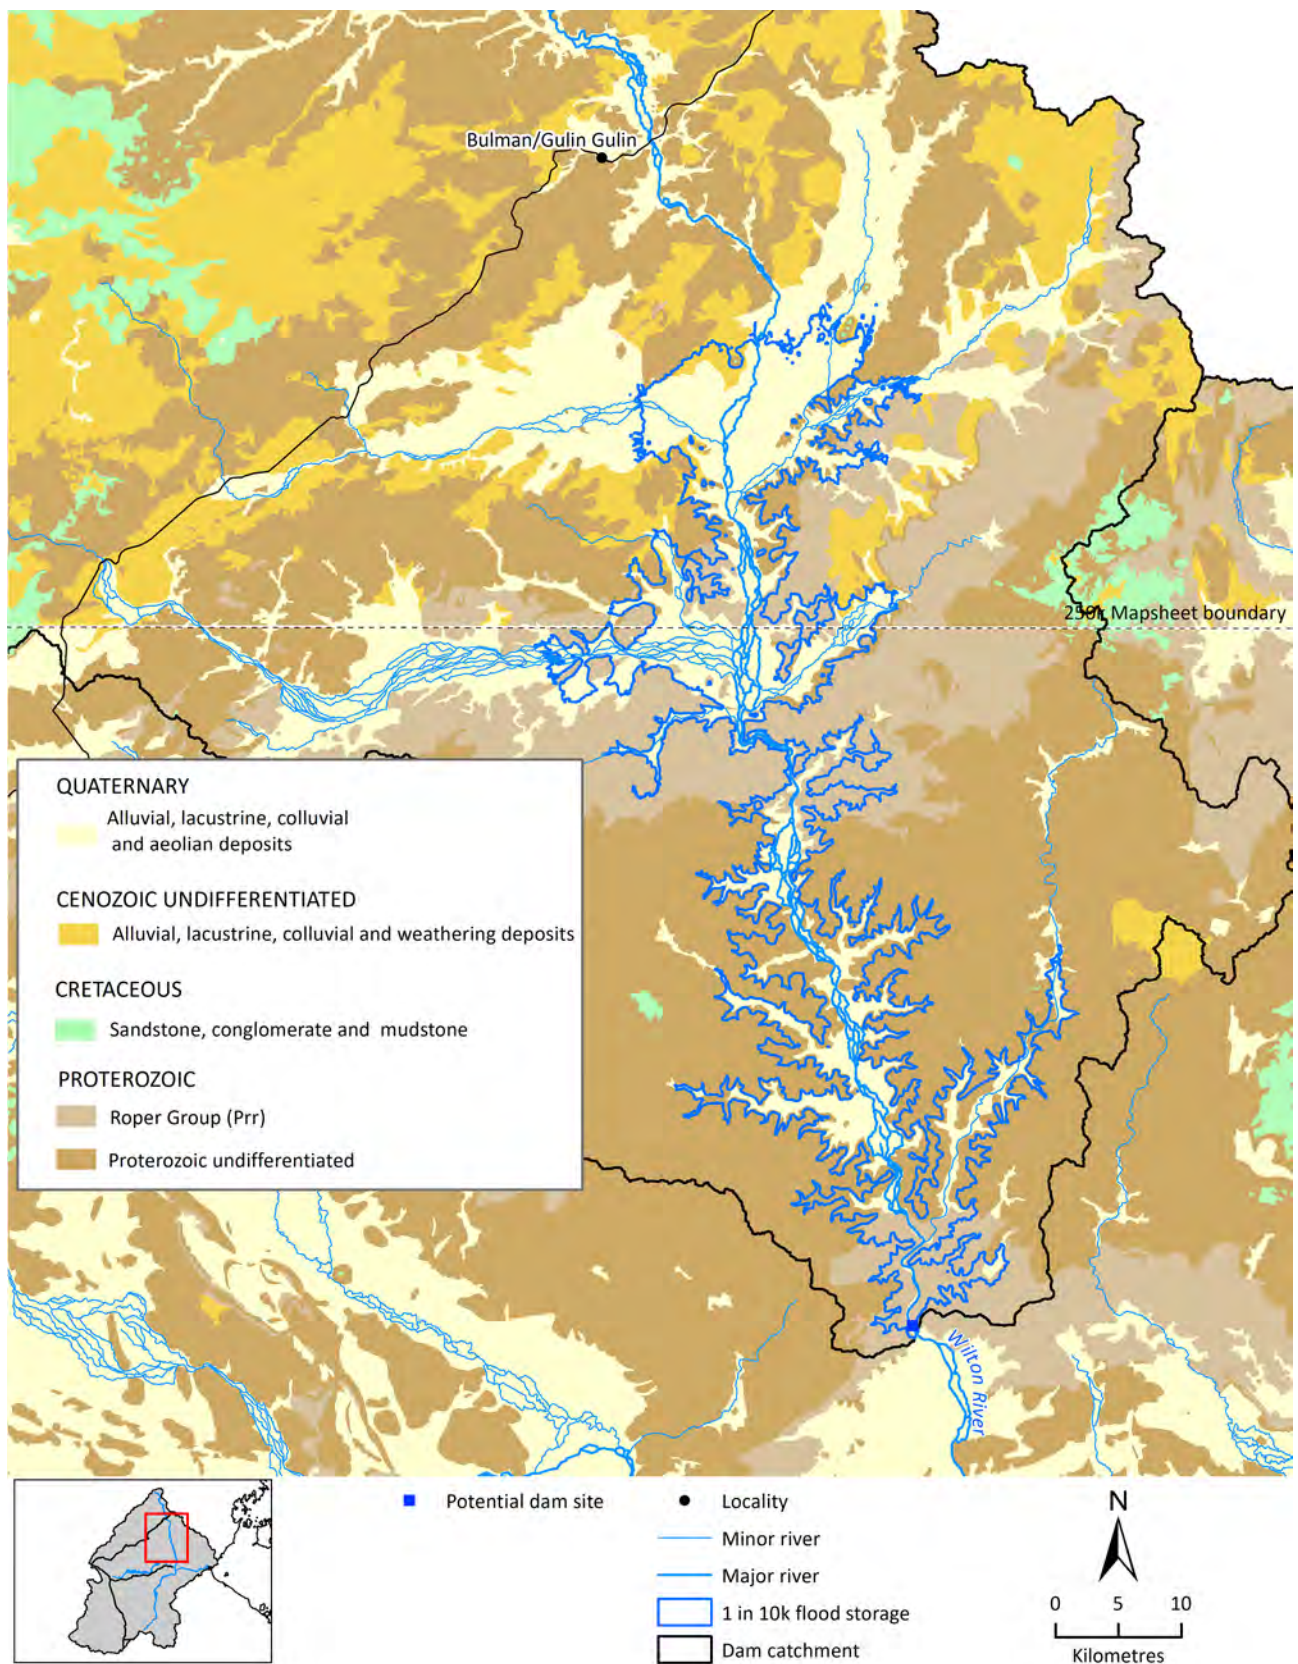 Bulman/Gulin Gulin
250k Mapsheet boundary
QUATERNARY
Alluvial, lacustrine, colluvial
and aeolian deposits
CENOZOIC UNDIFFERENTIATED
Alluvial, lacustrine, colluvial and weathering deposits
CRETACEOUS
Sandstone, conglomerate and mudstone
PROTEROZOIC
Roper Group (Prr)
Proterozoic undifferentiated
Wilton River
Potential dam site
Locality
Minor river
Major river
1 in 10k flood storage
Dam catchment
N
0 5 10
Kilometres